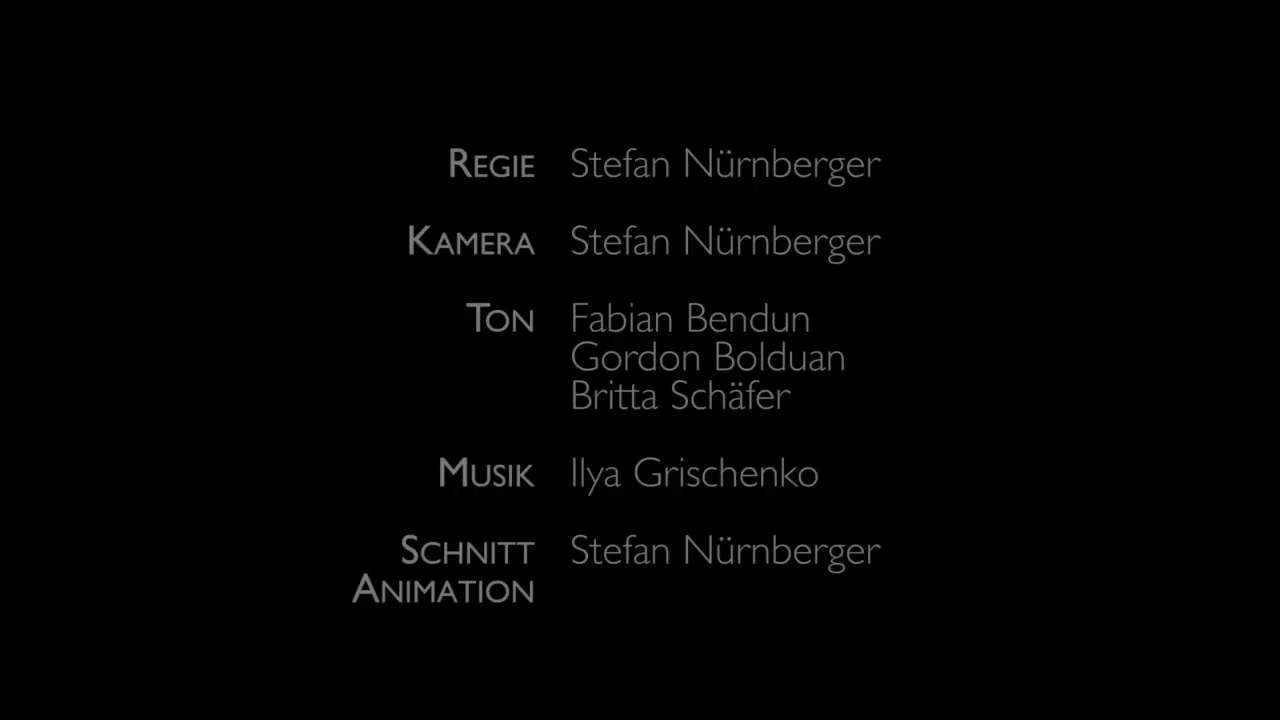 REGIE Stefan Nürnberger
KAMERA Stefan Nürnberger
TON Fabian Bendun
Gordon Bolduan
Britta Schäfer
MUSIK Ilya Grischenko
SCHNITT Stefan Nürnberger
ANIMATION